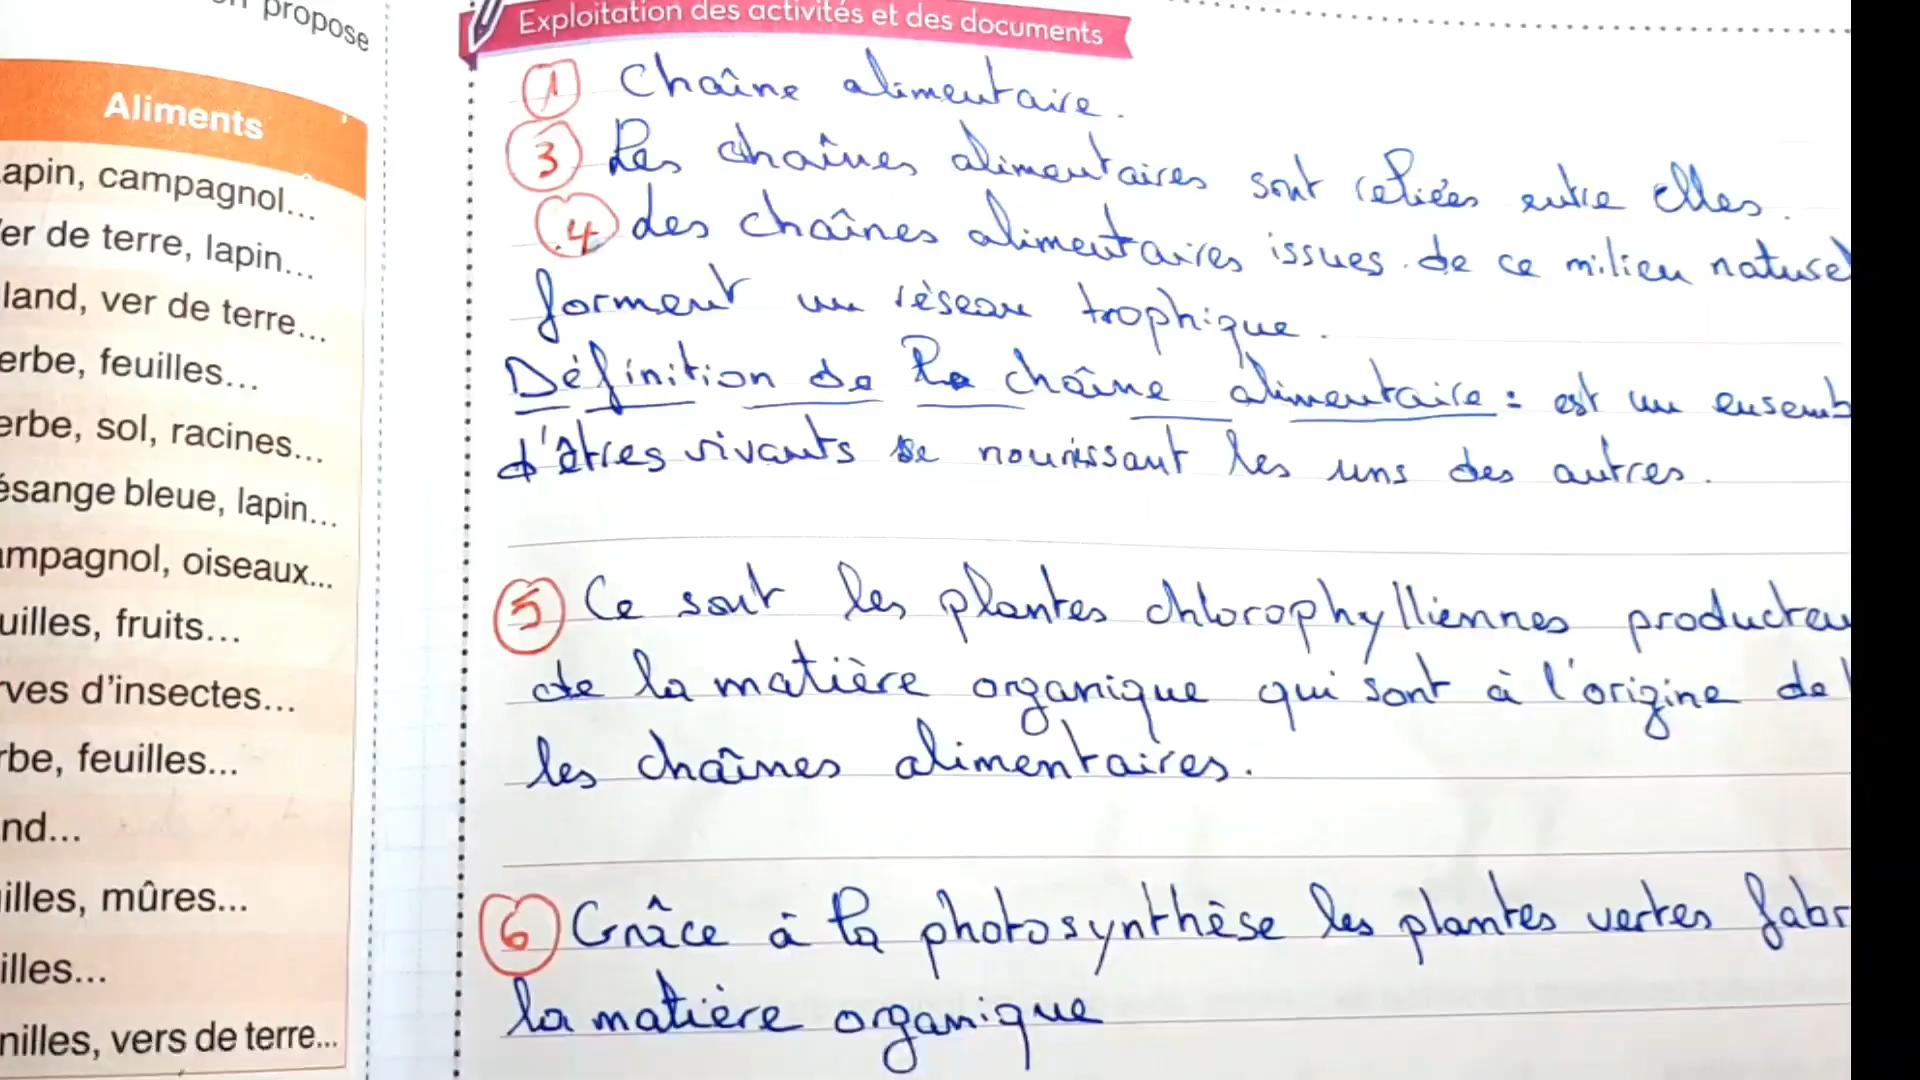 propose
Aliments
apin, campagnol...
er de terre, lapin...
land, ver de terre...
erbe, feuilles...
erbe, sol, racines...
ésange bleue, lapin...
ampagnol, oiseaux...
uilles, fruits...
rves d'insectes...
rbe, feuilles...
nd...
illes, mûres...
illes...
nilles, vers de terre...
Exploitation des activités et des documents
1 Chaîne alimentaire.
3 Les chaînes alimentaires sont reliées entre elles.
4 des chaînes alimentaires issues de ce milieu naturel
forment un réseau trophique.
Définition de la chaîne alimentaire : est un ensemb
d'êtres vivants se nourissant les uns des autres.
5 Ce sont les plantes chlorophylliennes producteu
de la matière organique qui sont à l'origine de
les chaînes alimentaires.
6 Grâce à la photosynthèse les plantes vertes fabr
la matière organique